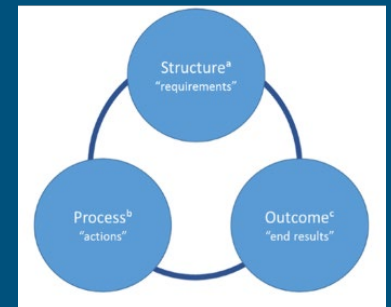 Structureᵃ
"requirements"
Processᵇ
"actions"
Outcomeᶜ
"end results"